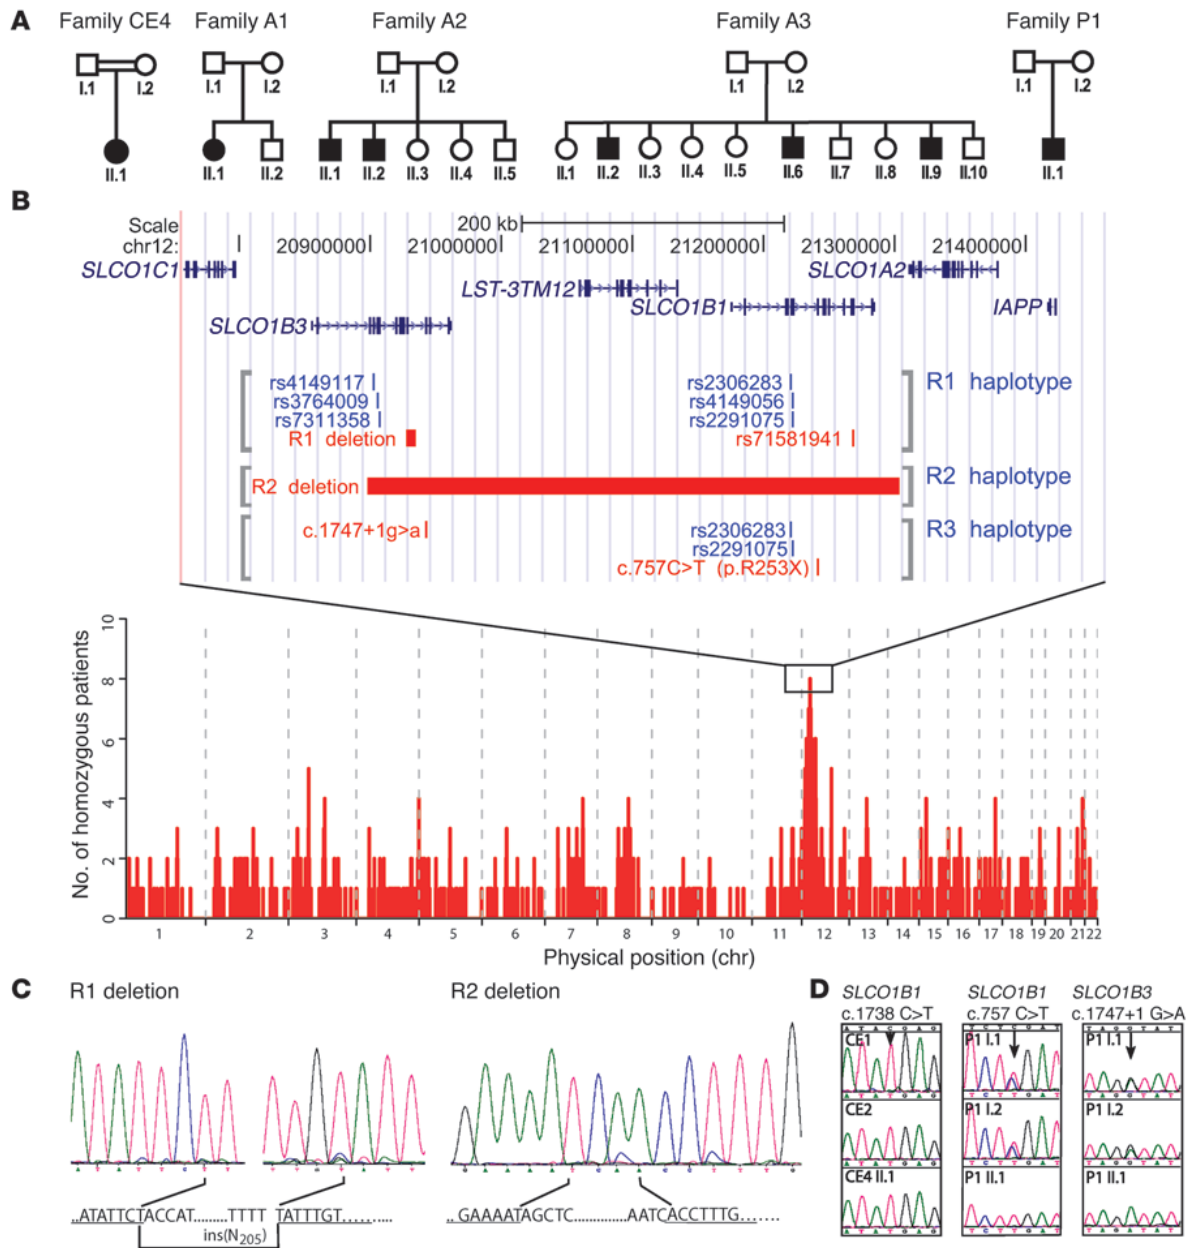 A
Family CE4 Family A1 Family A2 Family A3 Family P1
I.1 I.2 I.1 I.2 I.1 I.2 I.1 I.2 I.1 I.2
II.1 II.1 II.2 II.1 II.2 II.3 II.4 II.5 II.1 II.2 II.3 II.4 II.5 II.6 II.7 II.8 II.9 II.10 II.1
B
Scale 200 kb
chr12: 20900000 21000000 21100000 21200000 21300000 21400000
SLCO1C1 SLCO1A2
LST-3TM12
SLCO1B1 IAPP
SLCO1B3
rs4149117 rs2306283 R1 haplotype
rs3764009 rs4149056
rs7311358 rs2291075
R1 deletion rs71581941
R2 deletion R2 haplotype
c.1747+1g>a rs2306283 R3 haplotype
rs2291075
c.757C>T (p.R253X)
No. of homozygous patients
10
8
6
4
2
0
1 2 3 4 5 6 7 8 9 10 11 12 13 14 15 16 17 18 19 20 21 22
Physical position (chr)
C
R1 deletion R2 deletion
A T A T T C T T
..ATATTCTACCAT........TTTTT TATTTGT.........
ins(N205)
..GAAAATAGCTC............AATCACCTTTG.......
D
SLCO1B1 SLCO1B1 SLCO1B3
c.1738 C>T c.757 C>T c.1747+1 G>A
A T A C G A G T C T C G A T T A G G T A T
CE1 P1 I.1 P1 I.1
CE2 P1 I.2 P1 I.2
CE4 II.1 P1 II.1 P1 II.1